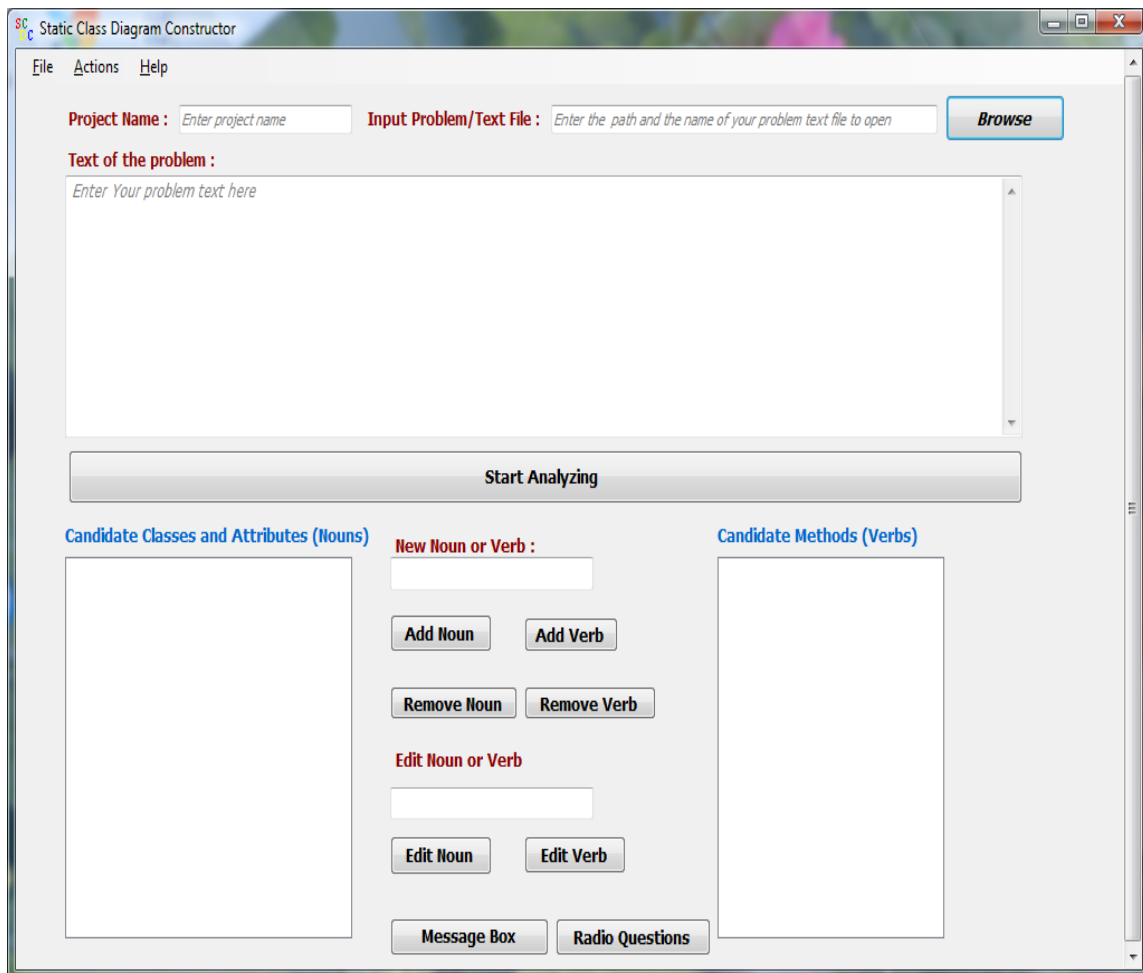 SC C C Static Class Diagram Constructor
File Actions Help
Project Name : Enter project name Input Problem/Text File : Enter the path and the name of your problem text file to open Browse
Text of the problem :
Enter Your problem text here
Start Analyzing
Candidate Classes and Attributes (Nouns) New Noun or Verb : Candidate Methods (Verbs)
Add Noun Add Verb
Remove Noun Remove Verb
Edit Noun or Verb
Edit Noun Edit Verb
Message Box Radio Questions